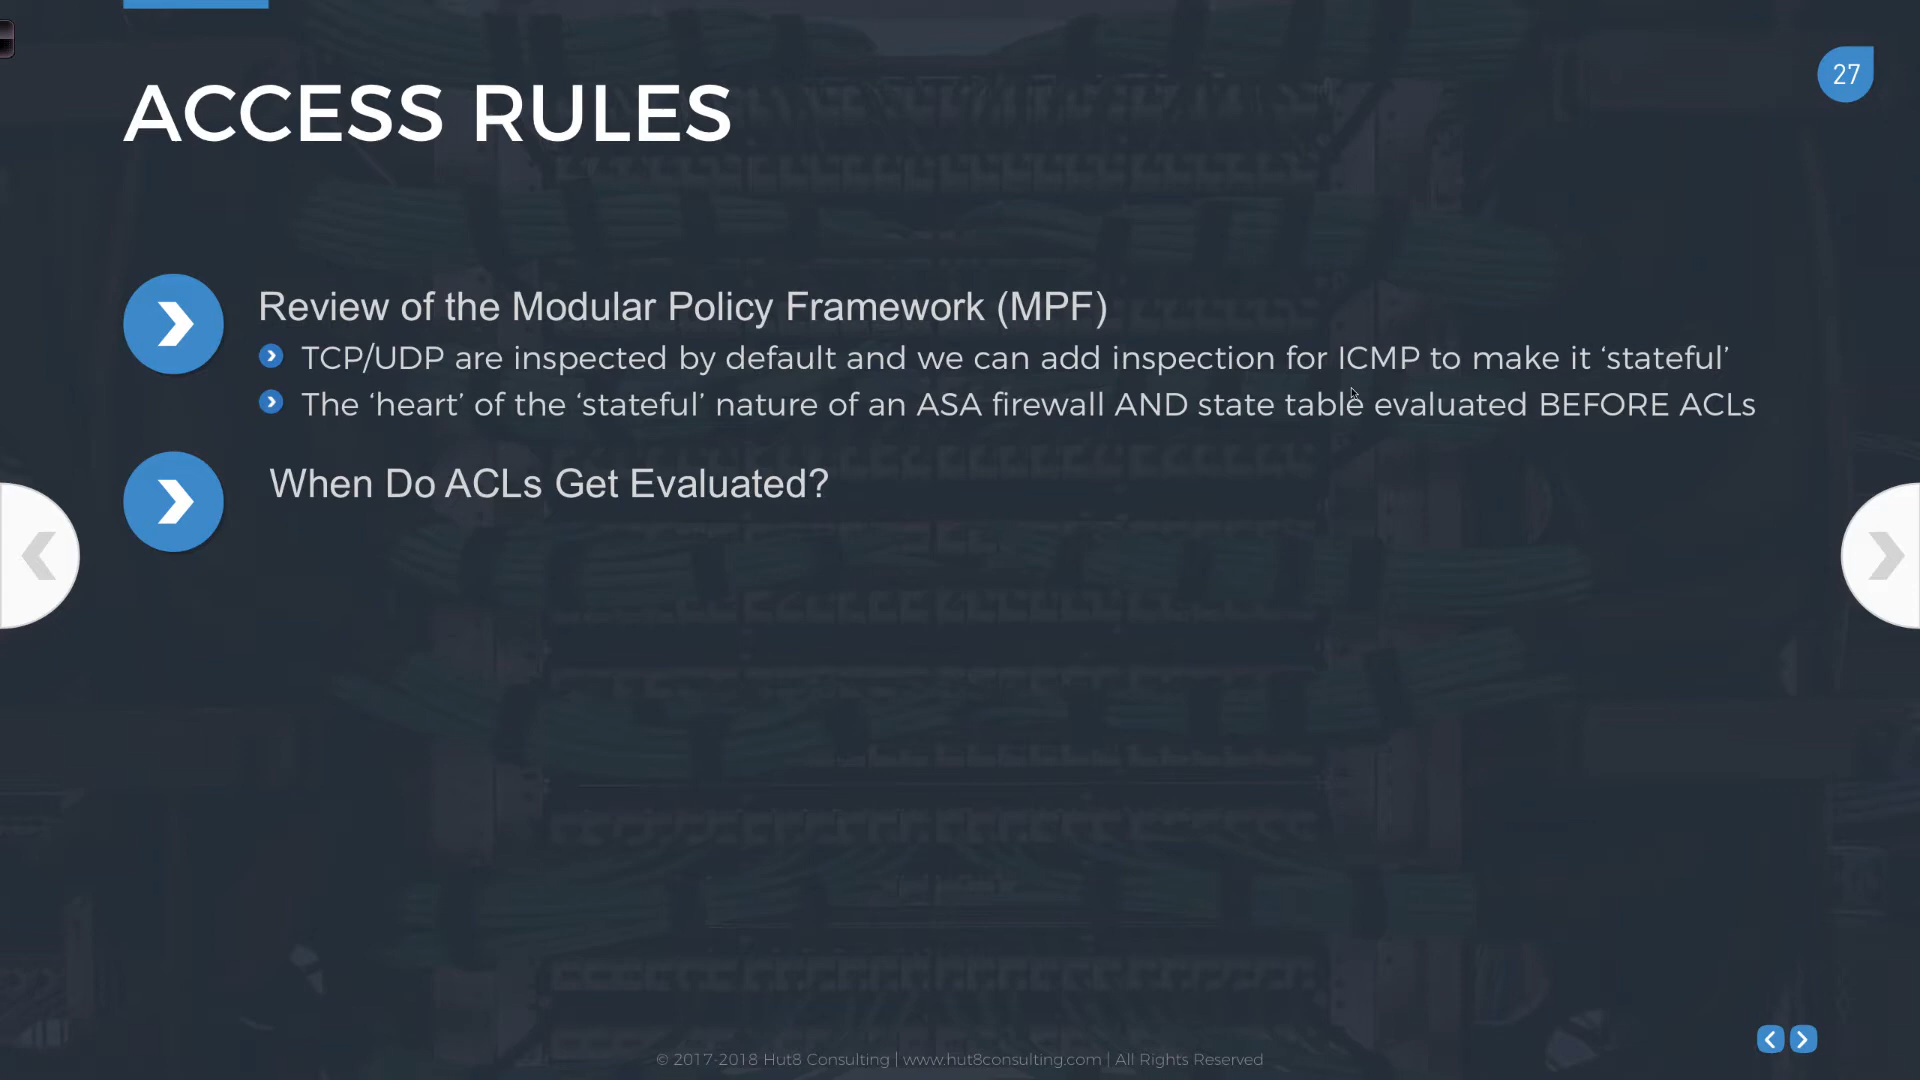 27
ACCESS RULES
Review of the Modular Policy Framework (MPF)
TCP/UDP are inspected by default and we can add inspection for ICMP to make it ‘stateful’
The ‘heart’ of the ‘stateful’ nature of an ASA firewall AND state table evaluated BEFORE ACLs
When Do ACLs Get Evaluated?
© 2017-2018 Hut8 Consulting | www.hut8consulting.com | All Rights Reserved